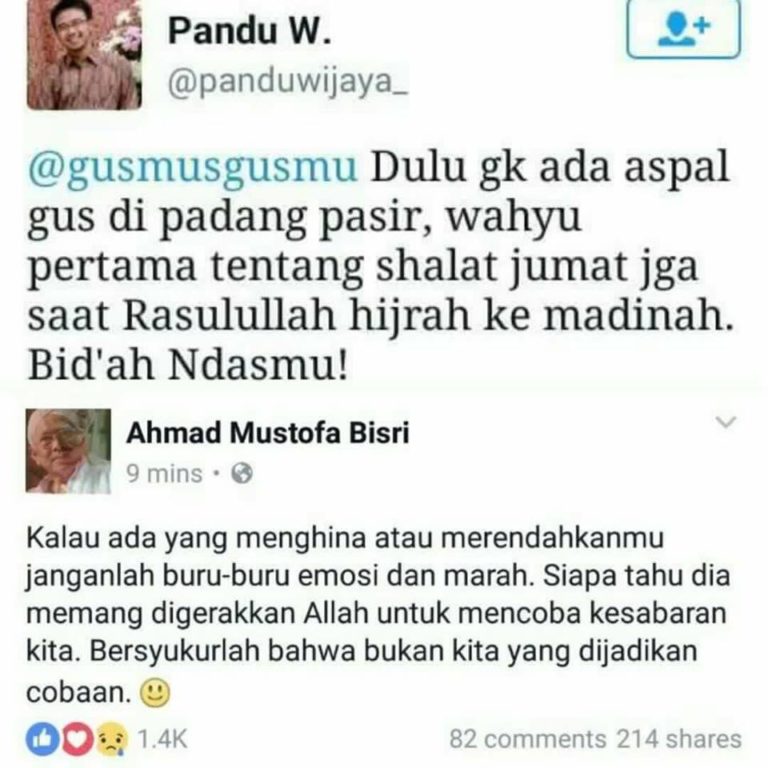 Pandu W.
@panduwijaya_
@gusmusgusmu Dulu gk ada aspal
gus di padang pasir, wahyu
pertama tentang shalat jumat jga
saat Rasulullah hijrah ke madinah.
Bid'ah Ndasmu!
Ahmad Mustofa Bisri
9 mins ·
Kalau ada yang menghina atau merendahkanmu
janganlah buru-buru emosi dan marah. Siapa tahu dia
memang digerakkan Allah untuk mencoba kesabaran
kita. Bersyukurlah bahwa bukan kita yang dijadikan
cobaan. 🙂
1.4K 82 comments 214 shares